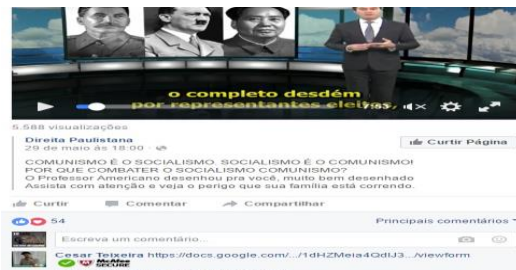 o completo desdém
por representantes eleitos,
5.588 visualizações
Direita Paulistana
29 de maio às 18:00 ·
Curtir Página
COMUNISMO É O SOCIALISMO. SOCIALISMO É O COMUNISMO!
POR QUE COMBATER O SOCIALISMO COMUNISMO?
O Professor Americano desenhou pra você, muito bem desenhado
Assista com atenção e veja o perigo que sua família está correndo.
Curtir Comentar Compartilhar
54 Principais comentários
Escreva um comentário...
Cesar Teixeira https://docs.google.com/.../1dHZMeia4QdIJ3.../viewform
McAfee
SECURE